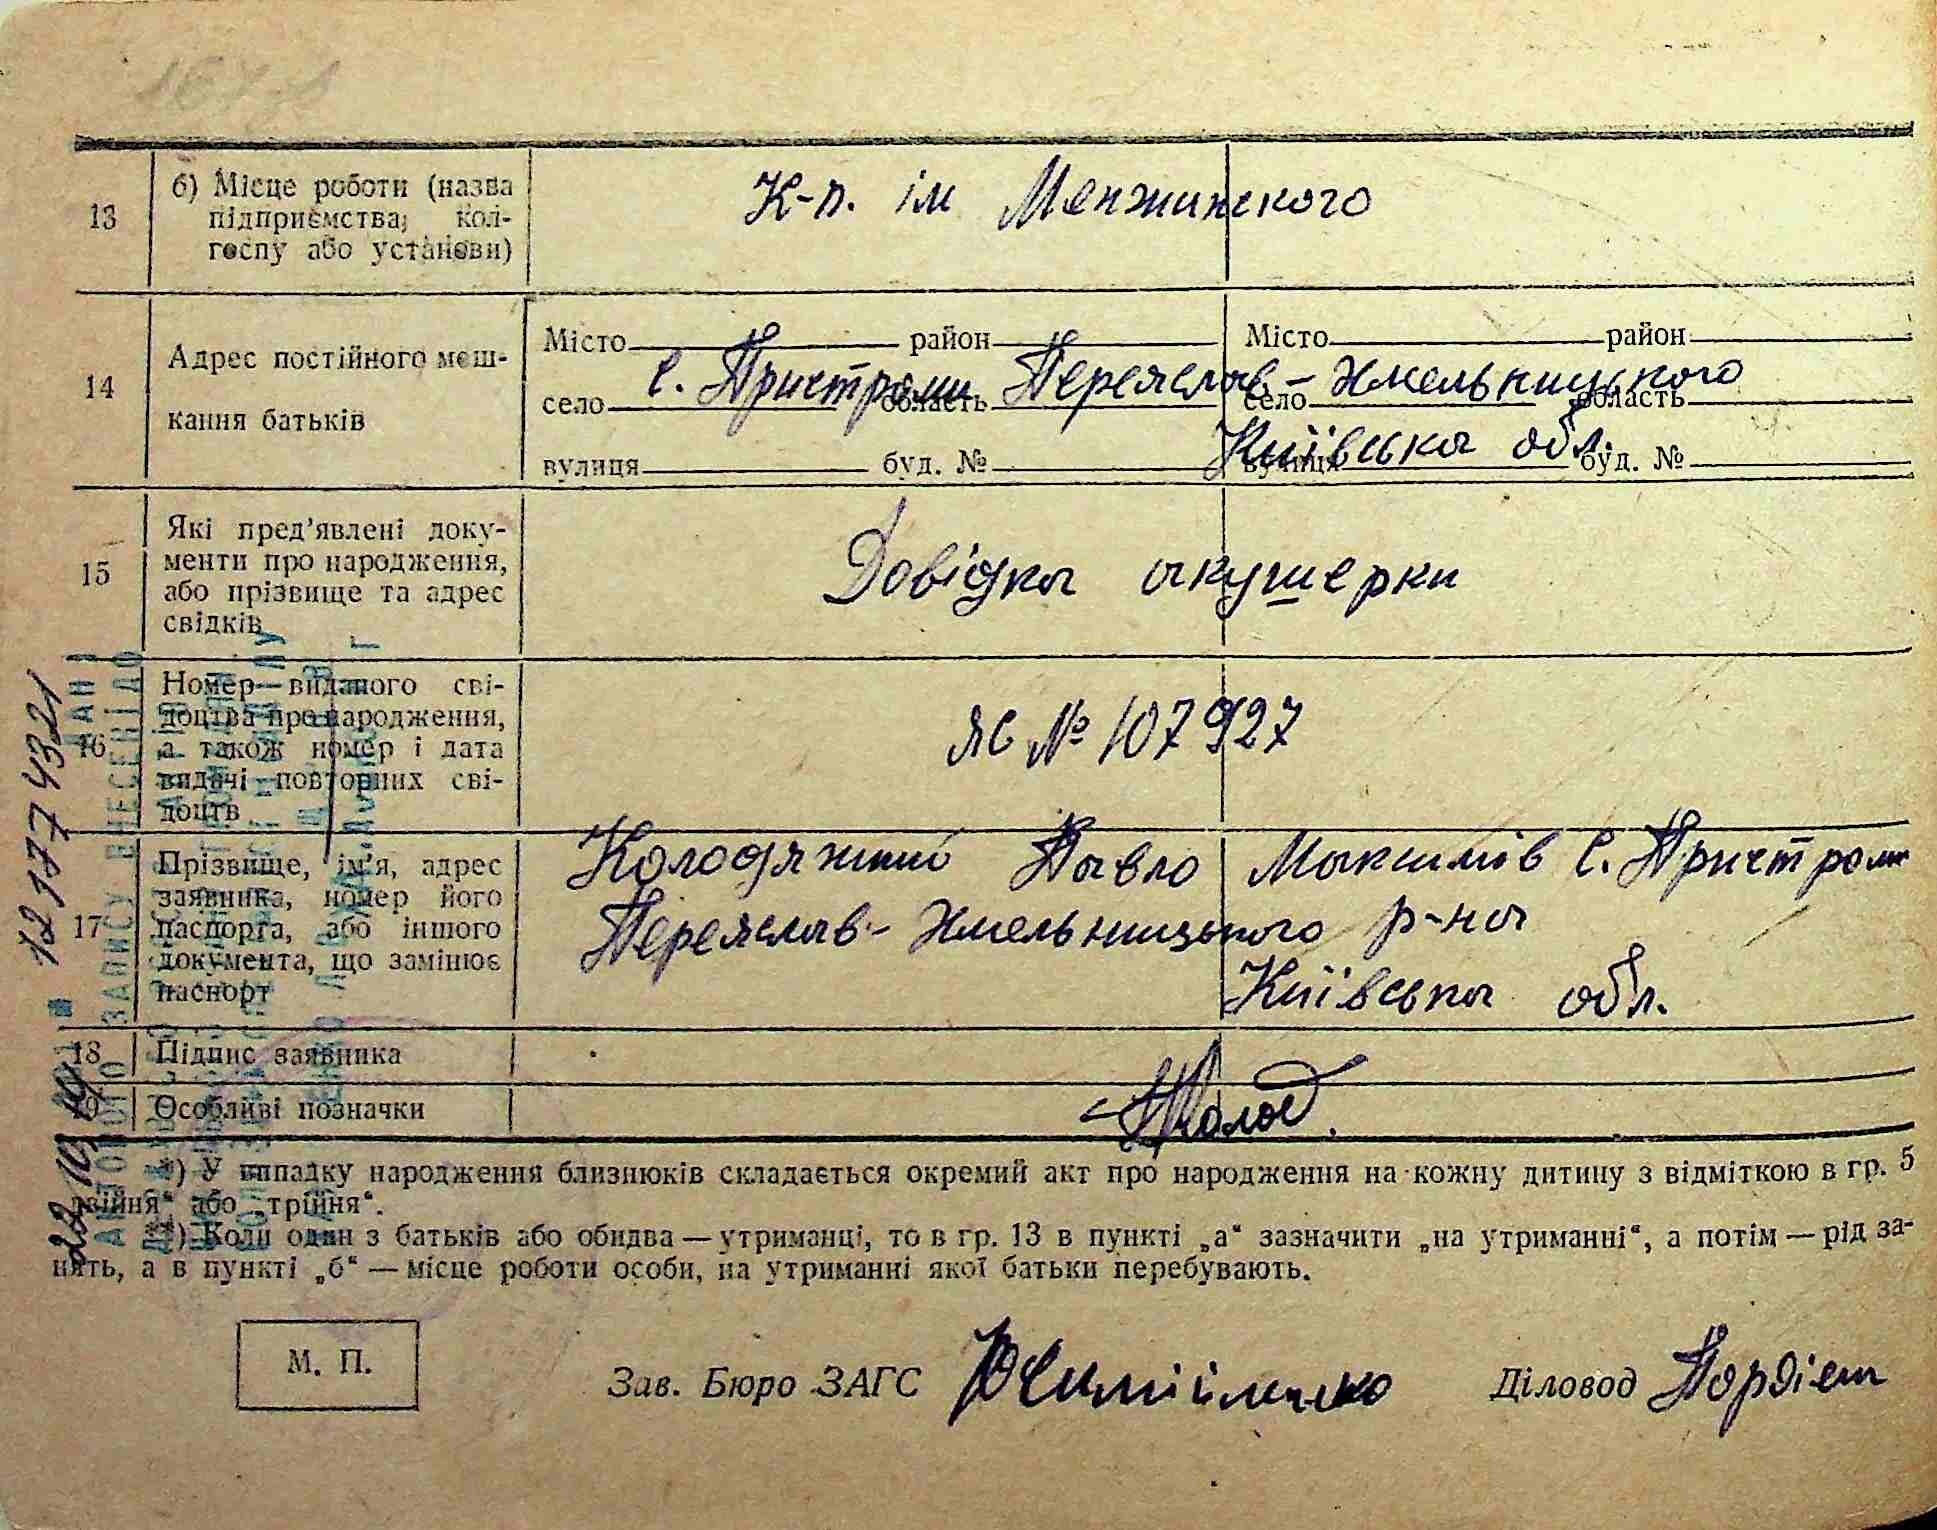 13 б) Місце роботи (назва підприємства, колгоспу або установи) К-п. ім Менжинского
14 Адрес постійного мешкання батьків
Місто район Місто район
с. Пристроми Переяслав-Хмельницького
село область село область
Київська обл.
вулиця буд. № вулиця буд. №
15 Які пред'явлені документи про народження, або прізвище та адрес свідків Довідка акушерки
16 Номер виданого свідоцтва про народження, а також номер і дата видачі повторних свідоцтв ЯС № 107927
17 Прізвище, ім'я, адрес заявника, номер його паспорта, або іншого документа, що замінює паспорт
Колодяжний Павло Максимів с. Пристроми
Переяслав-Хмельницького р-на
Київська обл.
18 Підпис заявника
19 Особливі позначки
*) У випадку народження близнюків складається окремий акт про народження на кожну дитину з відміткою в гр. 5
„двійня“ або „трійня“.
**) Коли один з батьків або обидва — утриманці, то в гр. 13 в пункті „а“ зазначити „на утриманні“, а потім — рід за-
нять, а в пункті „б“ — місце роботи особи, на утриманні якої батьки перебувають.
М. П.
Зав. Бюро ЗАГС
Діловод